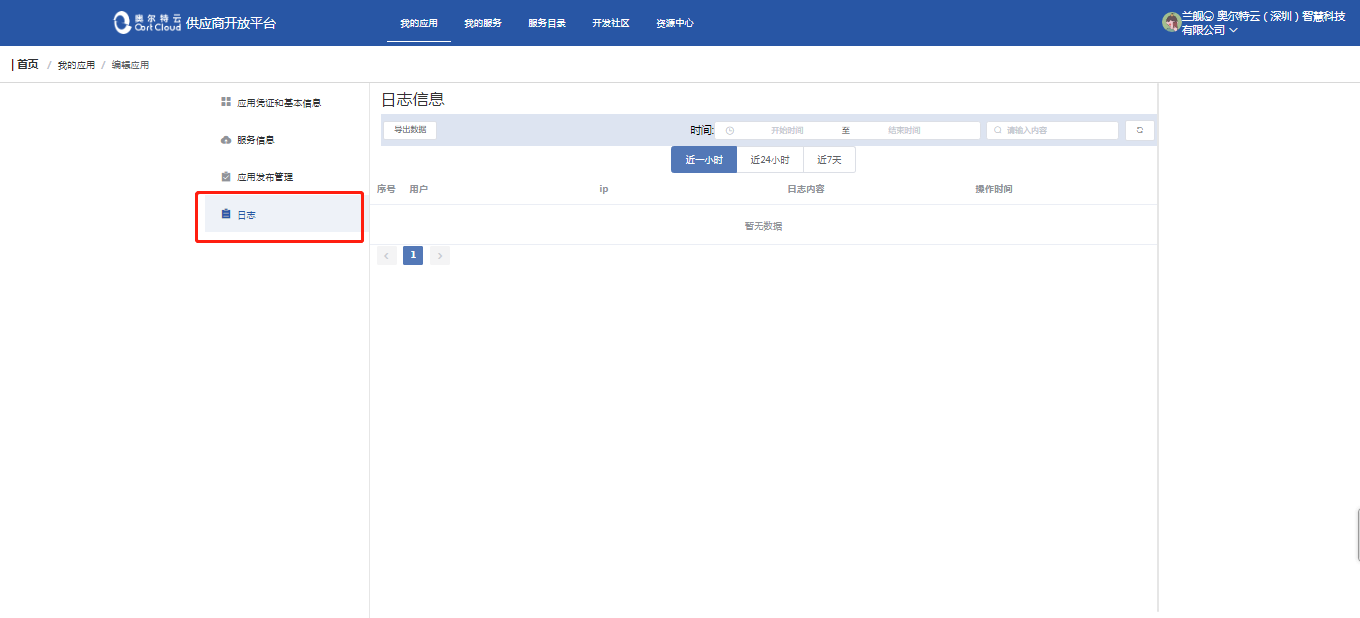 奥尔特云
Oort Cloud
供应商开放平台
我的应用
我的服务
服务目录
开发社区
资源中心
奥尔特云（深圳）智慧科技
有限公司
首页 / 我的应用 / 编辑应用
应用凭证和基本信息
服务信息
应用发布管理
日志
日志信息
导出数据
时间:
开始时间
至
结束时间
请输入内容
近一小时
近24小时
近7天
序号
用户
ip
日志内容
操作时间
暂无数据
1